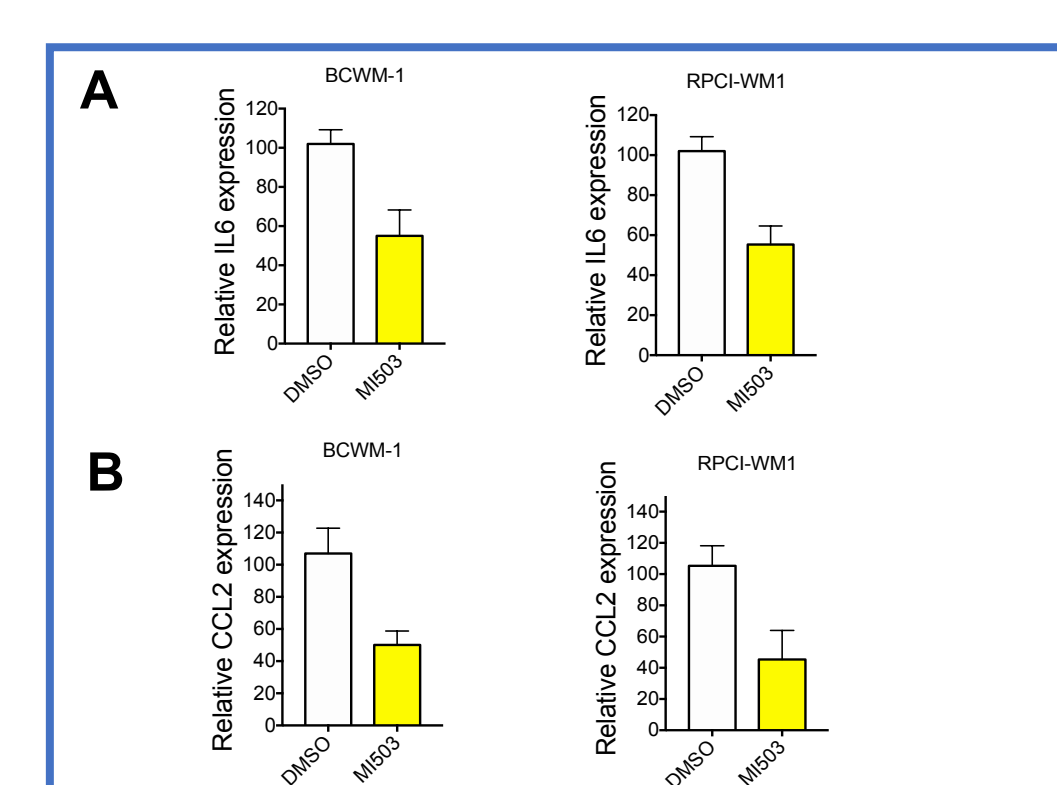 A
BCWM-1
Relative IL6 expression
120
100
80
60
40
20
0
DMSO
MI503
RPCI-WM1
Relative IL6 expression
120
100
80
60
40
20
0
DMSO
MI503
B
BCWM-1
Relative CCL2 expression
140
120
100
80
60
40
20
0
DMSO
MI503
RPCI-WM1
Relative CCL2 expression
140
120
100
80
60
40
20
0
DMSO
MI503